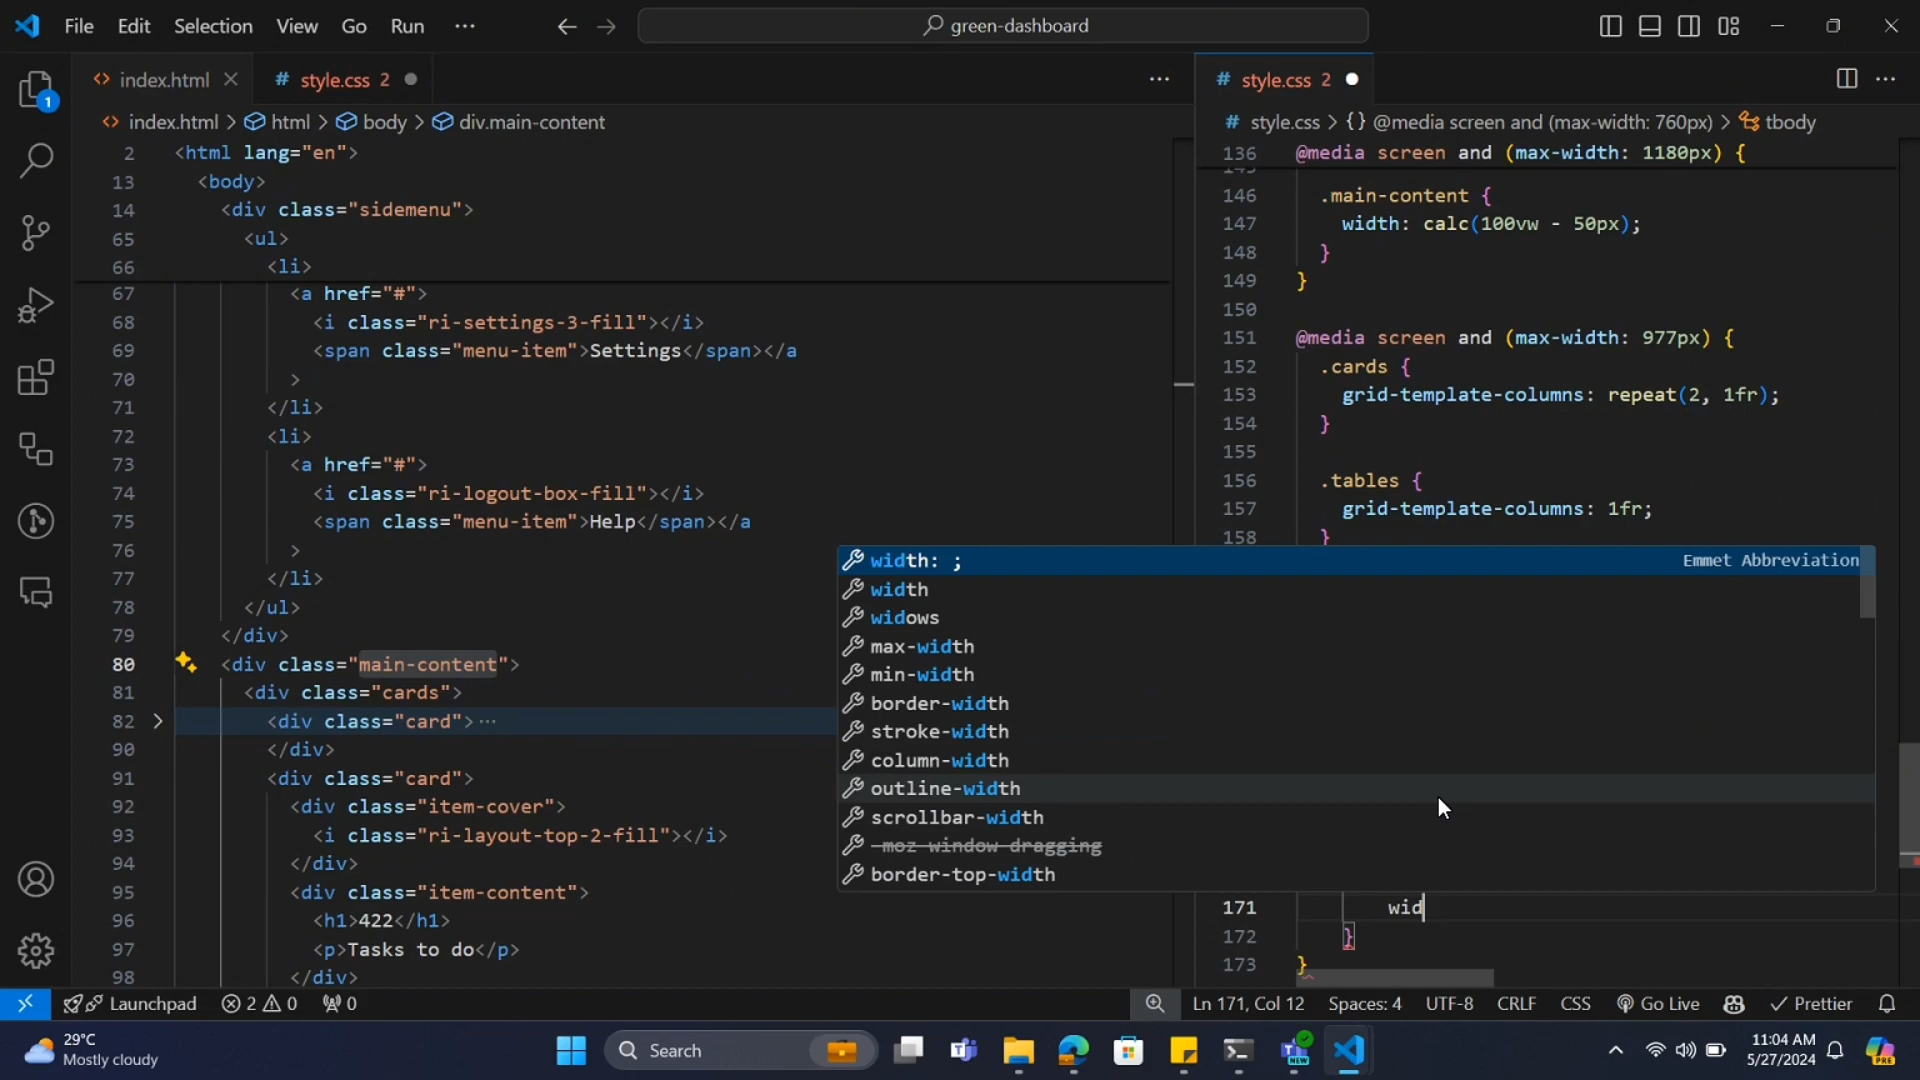 File Edit Selection View Go Run ··· green-dashboard
index.html
# style.css 2
···
# style.css 2
···
index.html > html > body > div.main-content
# style.css > {} @media screen and (max-width: 760px) > tbody
2 <html lang="en">
13 <body>
14 <div class="sidemenu">
65 <ul>
66 <li>
67 <a href="#">
68 <i class="ri-settings-3-fill"></i>
69 <span class="menu-item">Settings</span></a
70 >
71 </li>
72 <li>
73 <a href="#">
74 <i class="ri-logout-box-fill"></i>
75 <span class="menu-item">Help</span></a
76 >
77 </li>
78 </ul>
79 </div>
80 <div class="main-content">
81 <div class="cards">
82 <div class="card">···
90 </div>
91 <div class="card">
92 <div class="item-cover">
93 <i class="ri-layout-top-2-fill"></i>
94 </div>
95 <div class="item-content">
96 <h1>422</h1>
97 <p>Tasks to do</p>
98 </div>
136 @media screen and (max-width: 1180px) {
146 .main-content {
147 width: calc(100vw - 50px);
148 }
149 }
150
151 @media screen and (max-width: 977px) {
152 .cards {
153 grid-template-columns: repeat(2, 1fr);
154 }
155
156 .tables {
157 grid-template-columns: 1fr;
158 }
width: ; Emmet Abbreviation
width
widows
max-width
min-width
border-width
stroke-width
column-width
outline-width
scrollbar-width
-moz-window-dragging
border-top-width
171 wid
172 }
173 }
1
Launchpad 2 0 0
Ln 171, Col 12 Spaces: 4 UTF-8 CRLF CSS Go Live Prettier
29°C
Mostly cloudy
Search
NEW
11:04 AM
5/27/2024
PRE